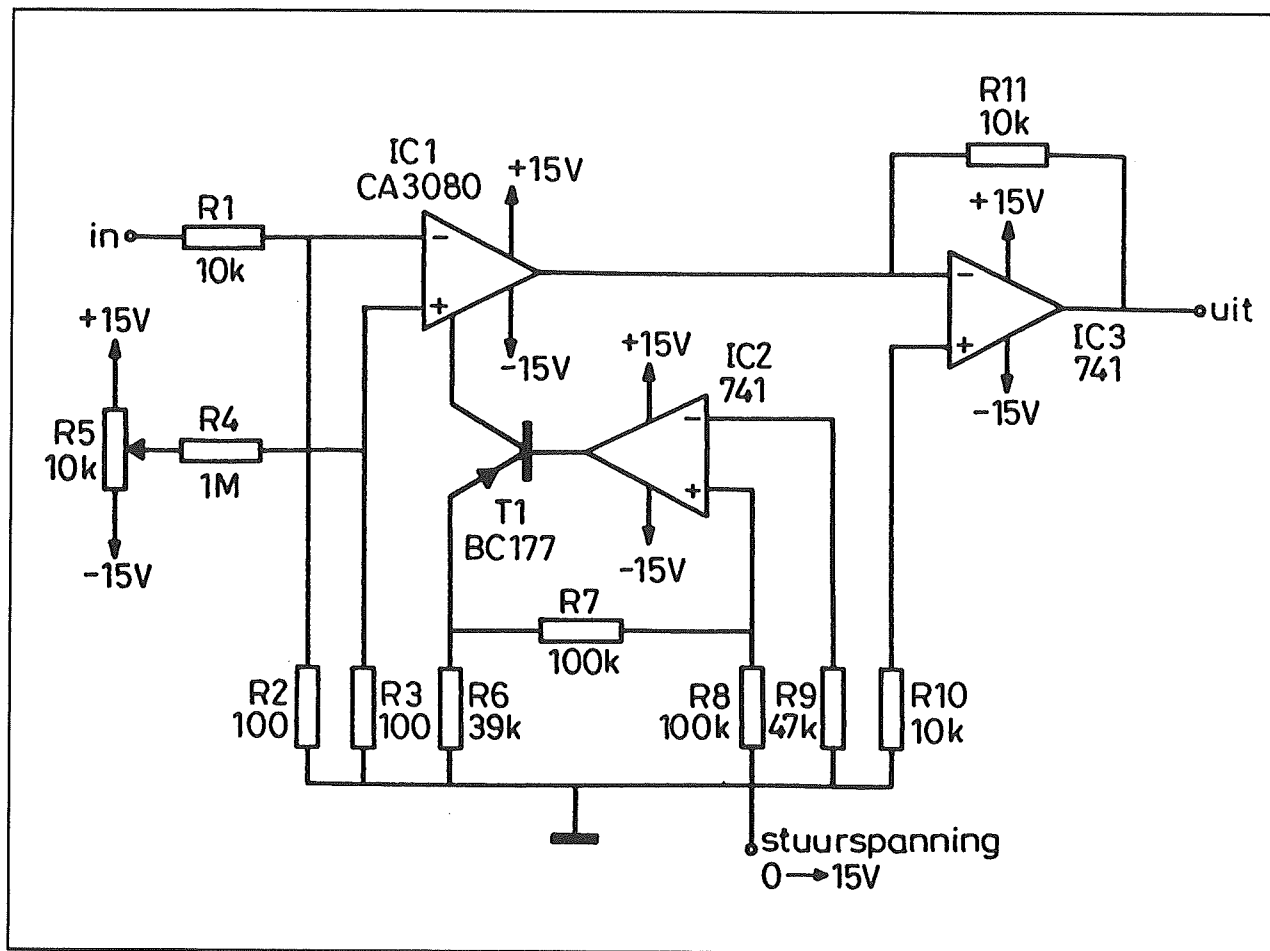 R11
10k
IC1
CA3080
+15V
R1
in
10k
-
+
-15V
+15V
-
+
-15V
IC3
741
uit
+15V
R5
10k
-15V
R4
1M
+15V
IC2
741
-
+
-15V
T1
BC177
R7
100k
R2
100
R3
100
R6
39k
R8
100k
R9
47k
R10
10k
stuurspanning
0→15V